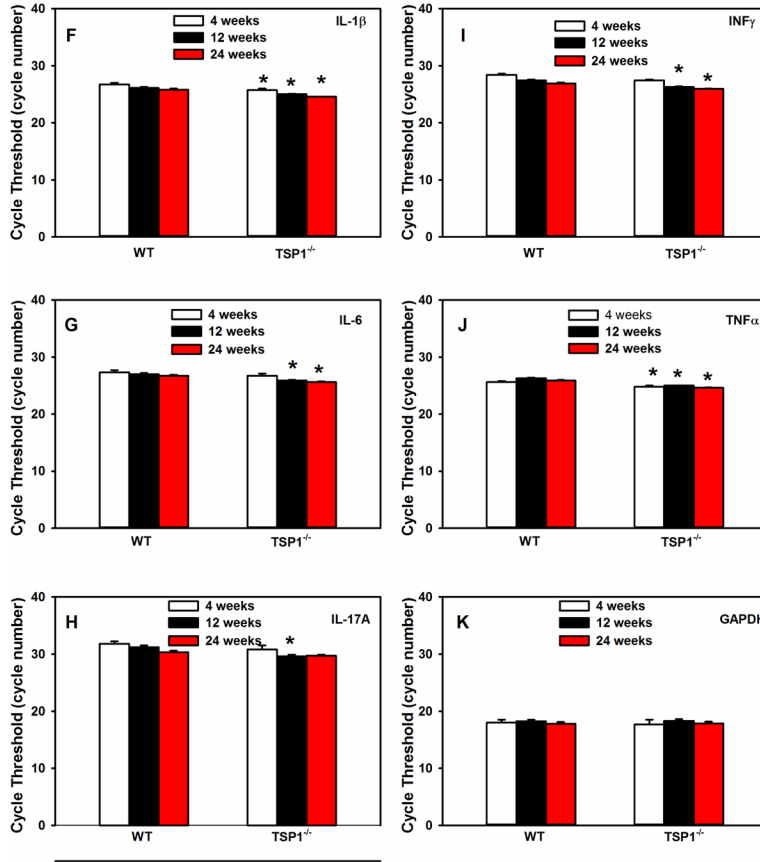 F
IL-1β
4 weeks
12 weeks
24 weeks
* * *
Cycle Threshold (cycle number)
40
30
20
10
0
WT
TSP1-/-
I
INFγ
4 weeks
12 weeks
24 weeks
* *
Cycle Threshold (cycle number)
40
30
20
10
0
WT
TSP1-/-
G
IL-6
4 weeks
12 weeks
24 weeks
* *
Cycle Threshold (cycle number)
40
30
20
10
0
WT
TSP1-/-
J
TNFα
4 weeks
12 weeks
24 weeks
* * *
Cycle Threshold (cycle number)
40
30
20
10
0
WT
TSP1-/-
H
IL-17A
4 weeks
12 weeks
24 weeks
*
Cycle Threshold (cycle number)
40
30
20
10
0
WT
TSP1-/-
K
GAPDH
4 weeks
12 weeks
24 weeks
Cycle Threshold (cycle number)
40
30
20
10
0
WT
TSP1-/-